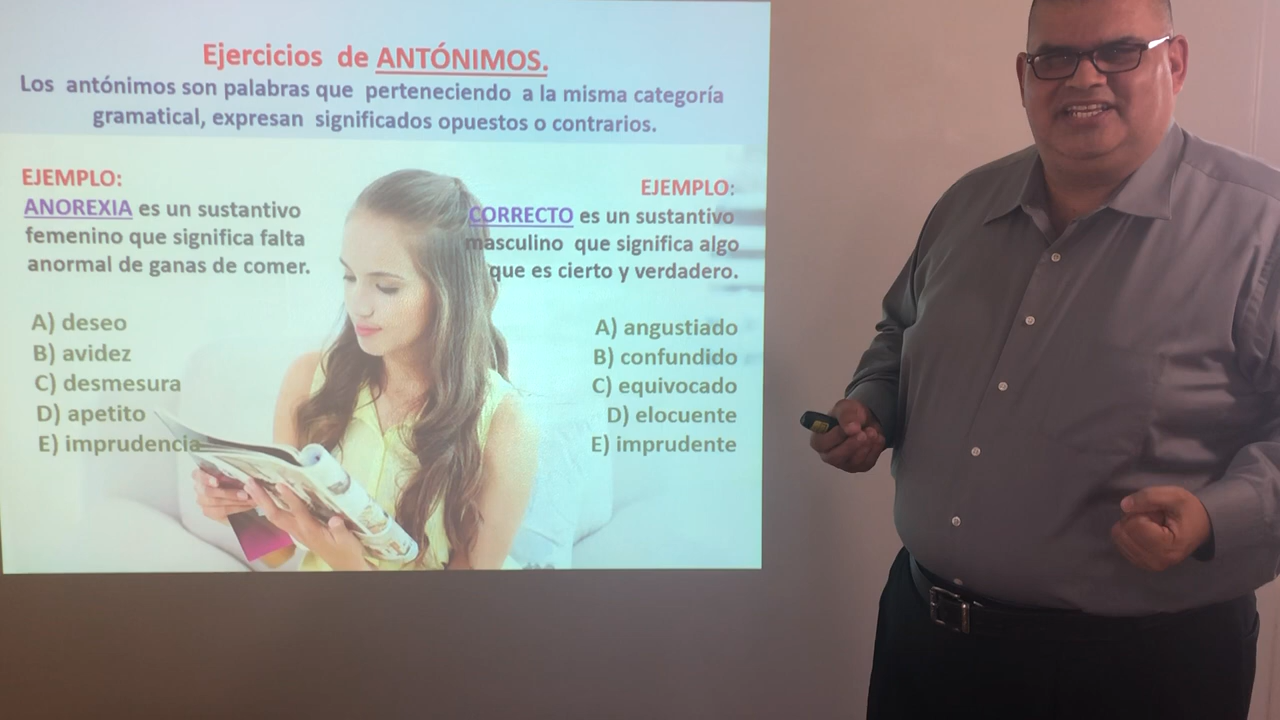 Ejercicios de ANTÓNIMOS.
Los antónimos son palabras que perteneciendo a la misma categoría
gramatical, expresan significados opuestos o contrarios.
EJEMPLO:
ANOREXIA es un sustantivo
femenino que significa falta
anormal de ganas de comer.
A) deseo
B) avidez
C) desmesura
D) apetito
E) imprudencia
EJEMPLO:
CORRECTO es un sustantivo
masculino que significa algo
que es cierto y verdadero.
A) angustiado
B) confundido
C) equivocado
D) elocuente
E) imprudente